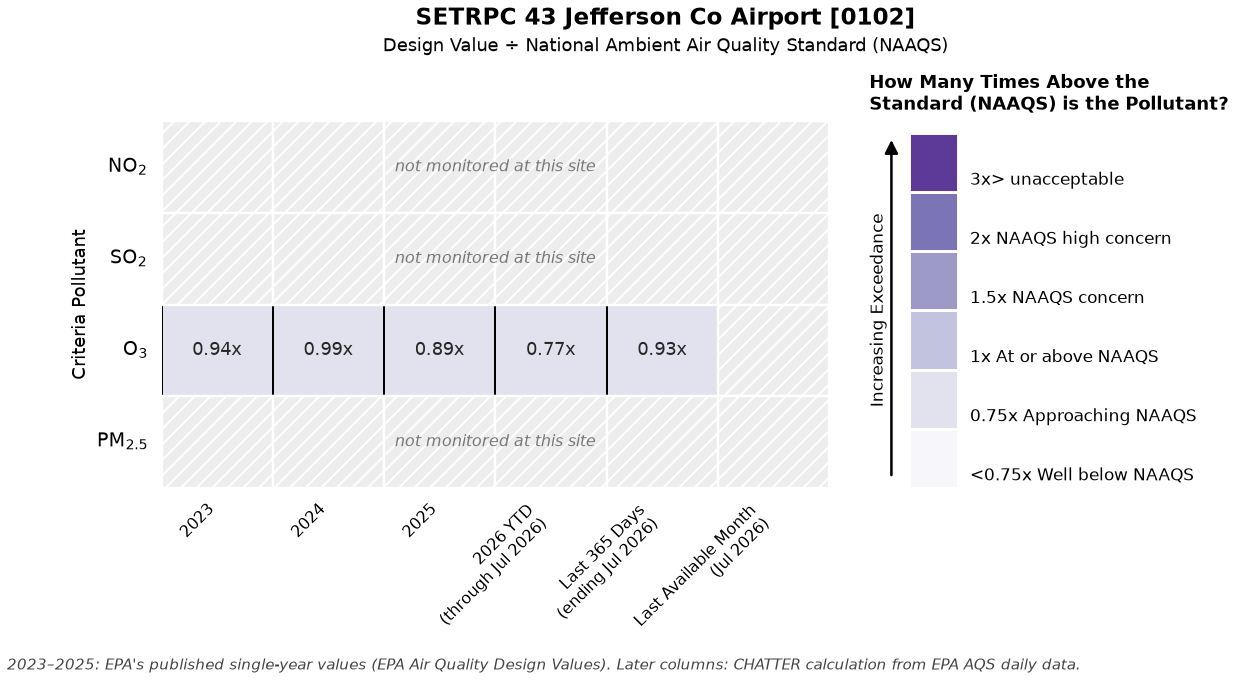 SETRPC 43 Jefferson Co Airport [0102]
Design Value ÷ National Ambient Air Quality Standard (NAAQS)
How Many Times Above the
Standard (NAAQS) is the Pollutant?
Criteria Pollutant
NO₂
not monitored at this site
SO₂
not monitored at this site
O₃
0.94x 0.99x 0.89x 0.77x 0.93x
PM₂.₅
not monitored at this site
2023
2024
2025
2026 YTD
(through Jul 2026)
Last 365 Days
(ending Jul 2026)
Last Available Month
(Jul 2026)
Increasing Exceedance
3x> unacceptable
2x NAAQS high concern
1.5x NAAQS concern
1x At or above NAAQS
0.75x Approaching NAAQS
<0.75x Well below NAAQS
2023–2025: EPA's published single-year values (EPA Air Quality Design Values). Later columns: CHATTER calculation from EPA AQS daily data.